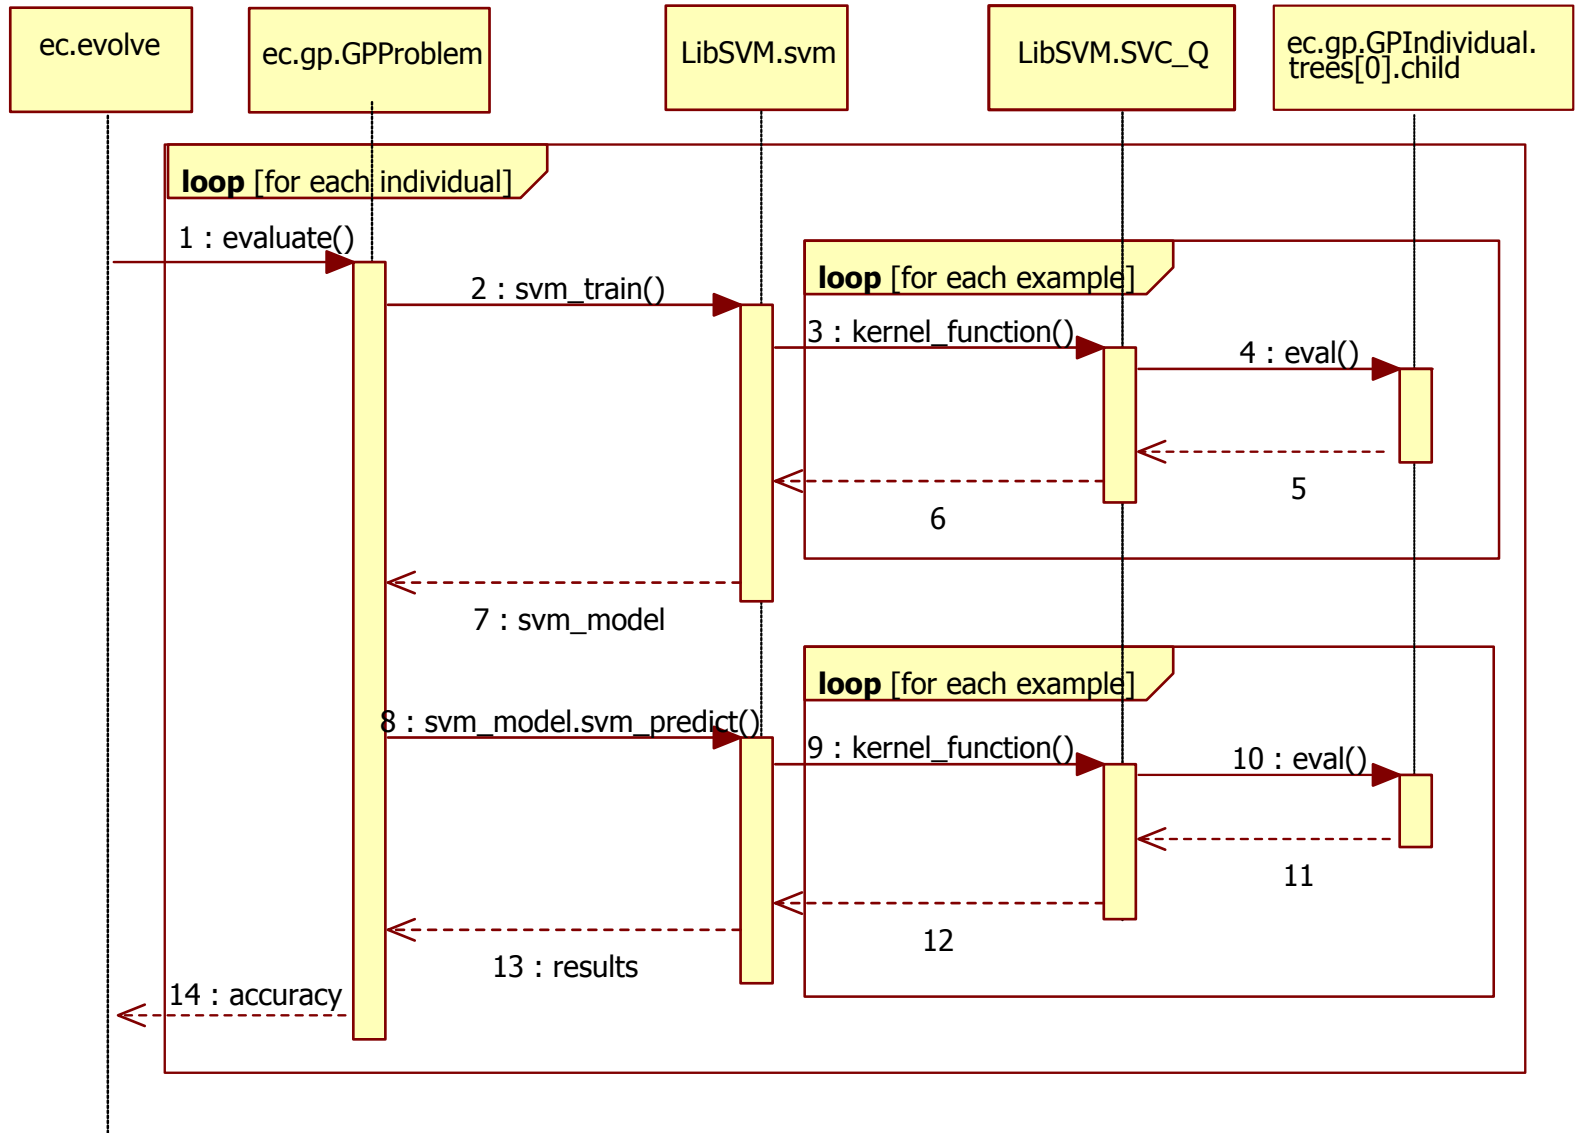 ec.evolve
ec.gp.GPProblem
LibSVM.svm
LibSVM.SVC_Q
ec.gp.GPIndividual.
trees[0].child
loop [for each individual]
1 : evaluate()
loop [for each example]
2 : svm_train()
3 : kernel_function()
4 : eval()
5
6
7 : svm_model
loop [for each example]
8 : svm_model.svm_predict()
9 : kernel_function()
10 : eval()
11
12
13 : results
14 : accuracy